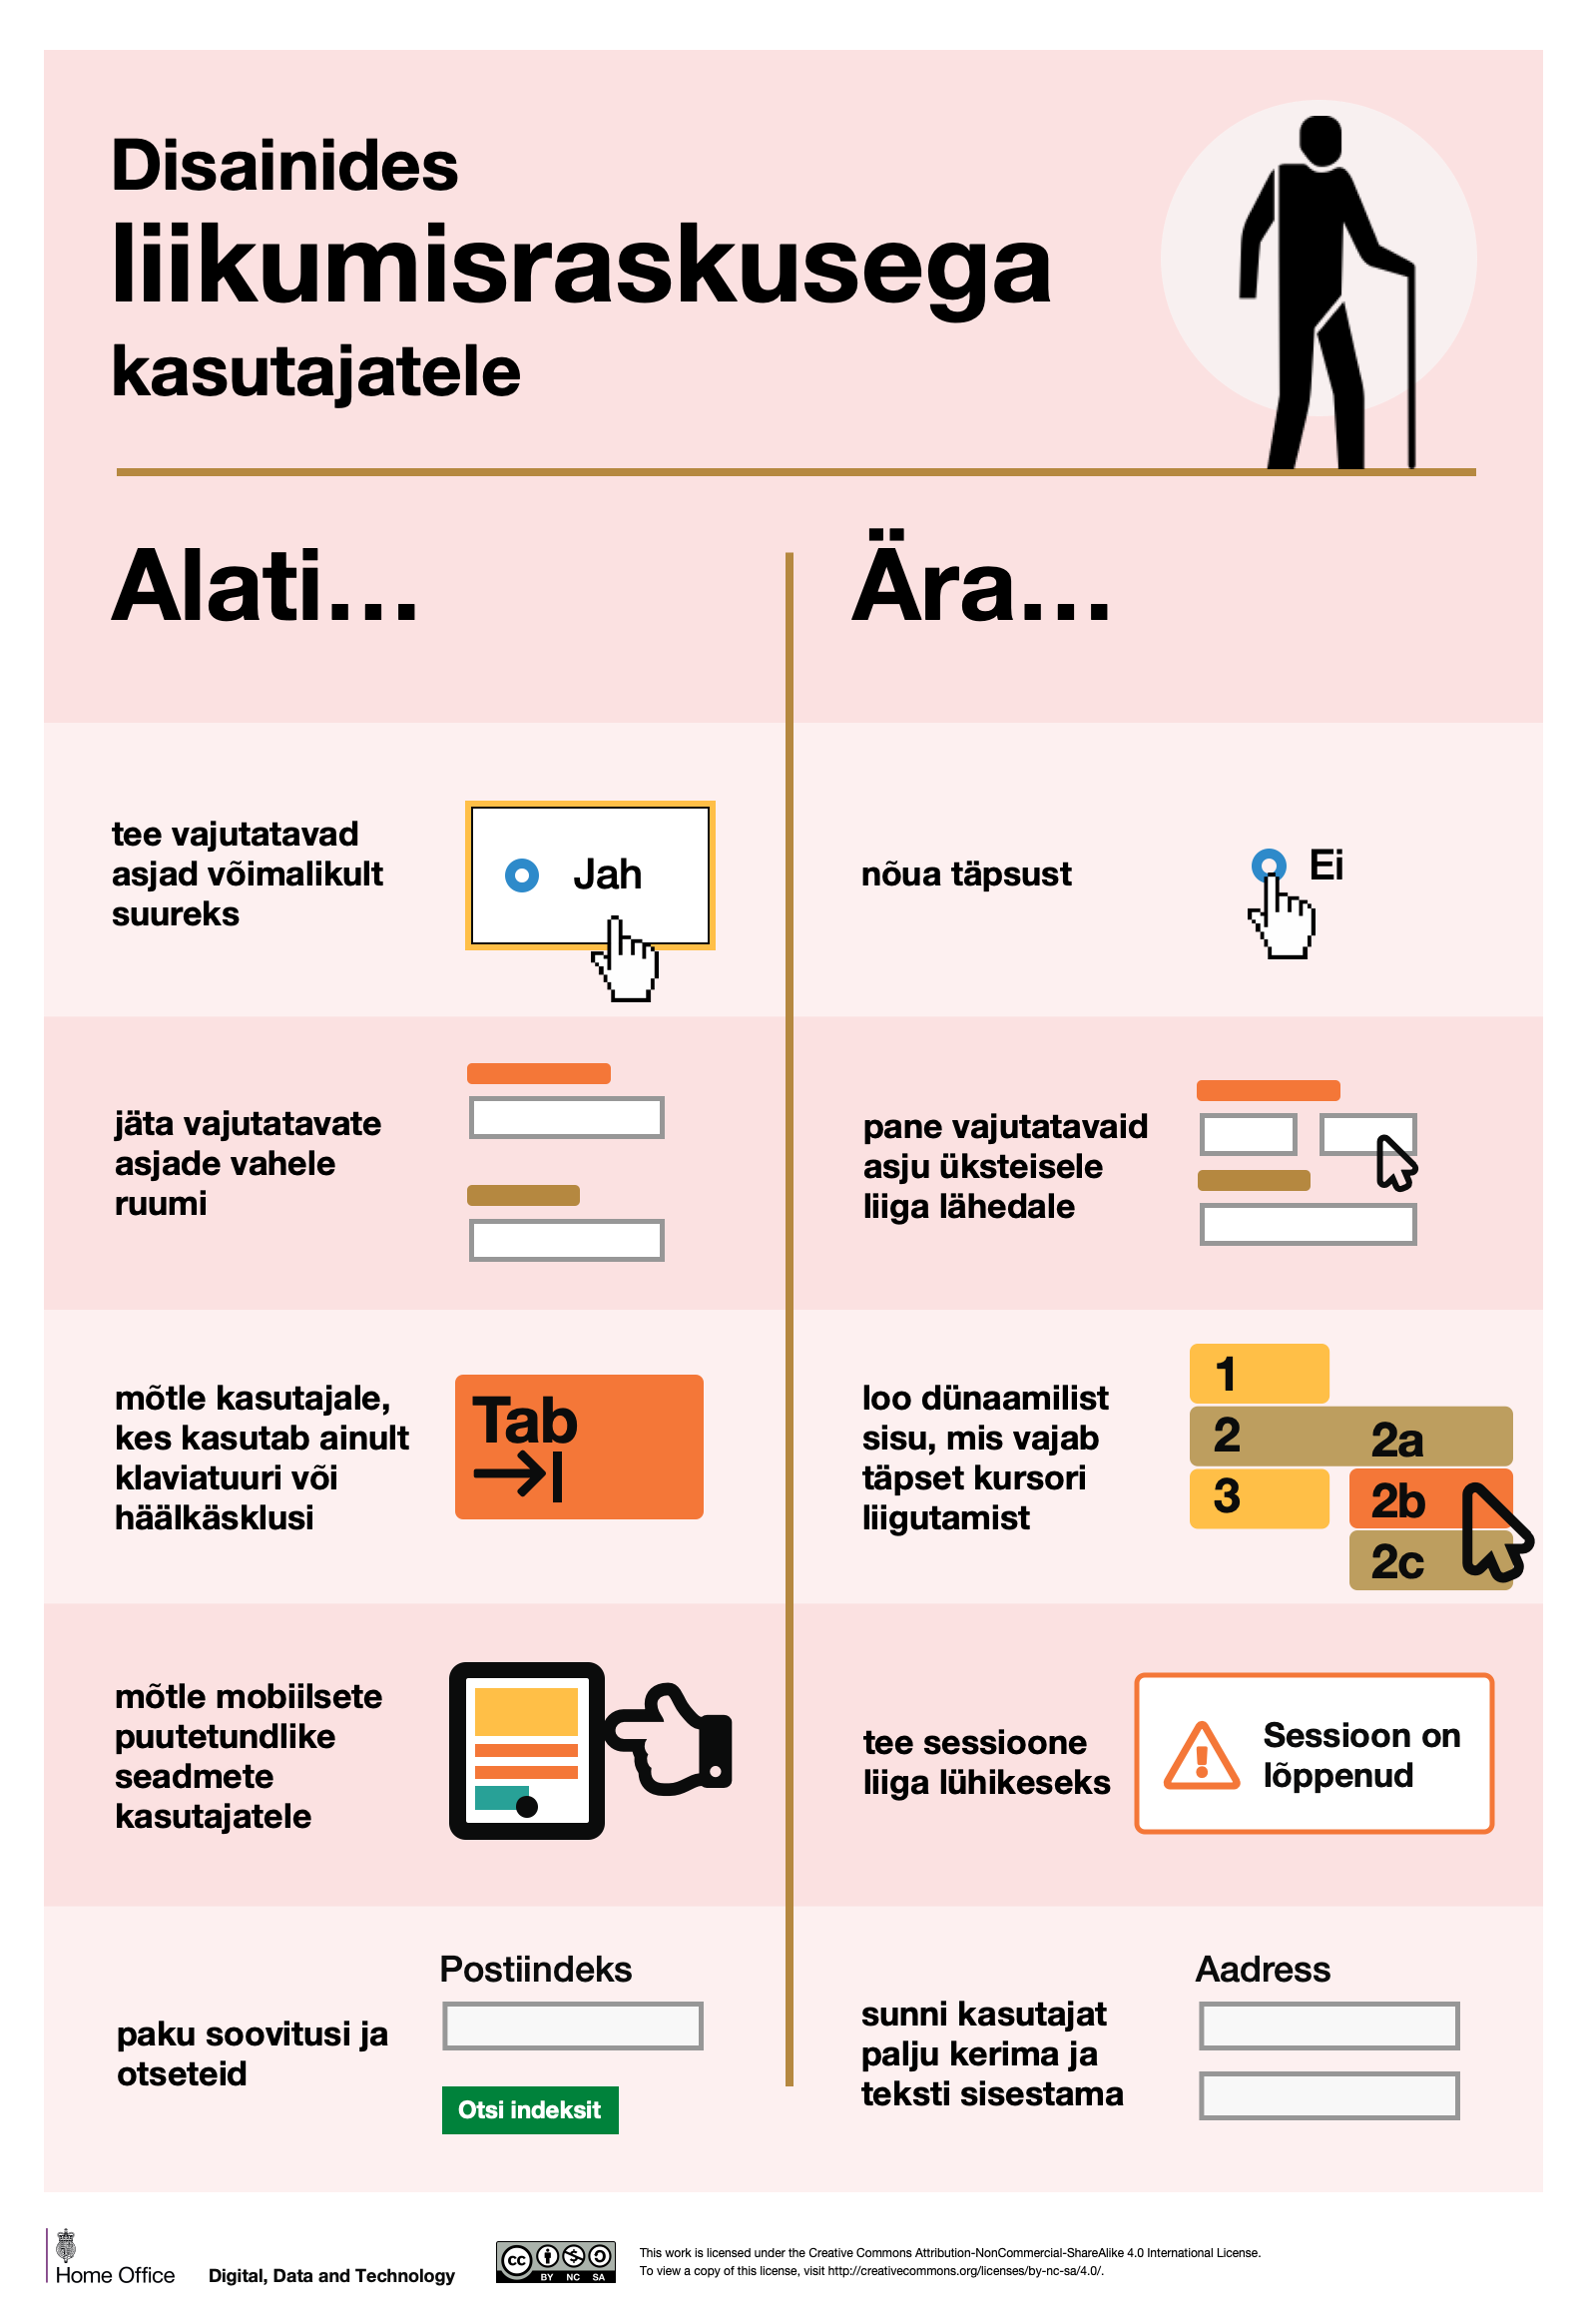 Disainides
liikumisraskusega
kasutajatele
Alati...
Ära...
tee vajutatavad
asjad võimalikult
suureks
Jah
nõua täpsust
Ei
jäta vajutatavate
asjade vahele
ruumi
pane vajutatavaid
asju üksteisele
liiga lähedale
mõtle kasutajale,
kes kasutab ainult
klaviatuuri või
häälkäsklusi
Tab
loo dünaamilist
sisu, mis vajab
täpset kursori
liigutamist
1
2 2a
3 2b
2c
mõtle mobiilsete
puutetundlike
seadmete
kasutajatele
tee sessioone
liiga lühikeseks
Sessioon on
lõppenud
paku soovitusi ja
otseteid
Postiindeks
Otsi indeksit
sunni kasutajat
palju kerima ja
teksti sisestama
Aadress
Home Office
Digital, Data and Technology
cc
BY NC SA
This work is licensed under the Creative Commons Attribution-NonCommercial-ShareAlike 4.0 International License.
To view a copy of this license, visit http://creativecommons.org/licenses/by-nc-sa/4.0/.